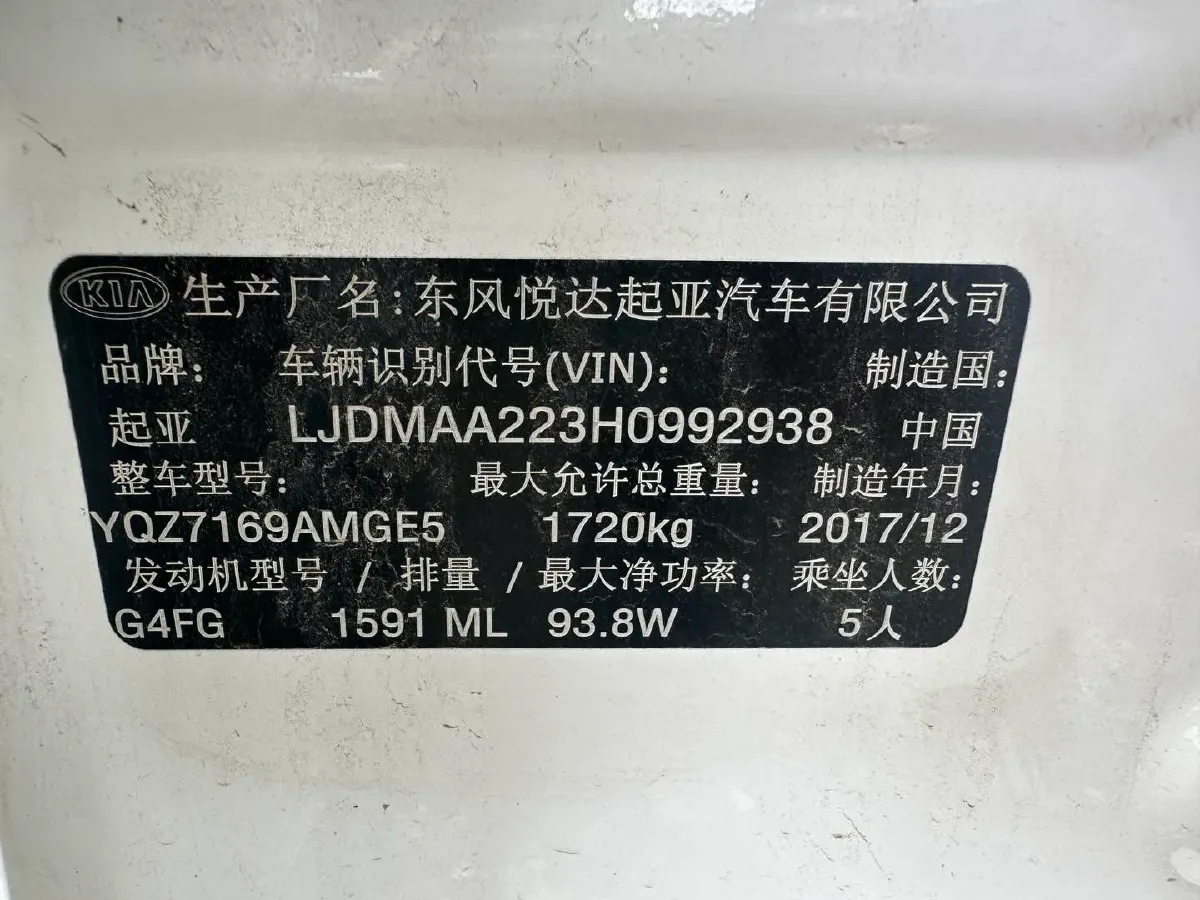 KIA 生产厂名:东风悦达起亚汽车有限公司
品牌: 车辆识别代号(VIN): 制造国:
起亚 LJDMAA223H0992938 中国
整车型号: 最大允许总重量: 制造年月:
YQZ7169AMGE5 1720kg 2017/12
发动机型号 / 排量 / 最大净功率: 乘坐人数:
G4FG 1591 ML 93.8W 5人